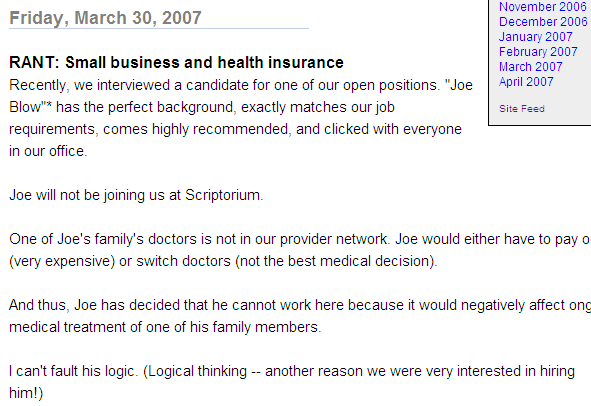 Friday, March 30, 2007
RANT: Small business and health insurance
Recently, we interviewed a candidate for one of our open positions. "Joe
Blow"* has the perfect background, exactly matches our job
requirements, comes highly recommended, and clicked with everyone
in our office.
Joe will not be joining us at Scriptorium.
One of Joe's family's doctors is not in our provider network. Joe would either have to pay
(very expensive) or switch doctors (not the best medical decision).
And thus, Joe has decided that he cannot work here because it would negatively affect
medical treatment of one of his family members.
I can't fault his logic. (Logical thinking -- another reason we were very interested in hiring
him!)
November 2006
December 2006
January 2007
February 2007
March 2007
April 2007
Site Feed